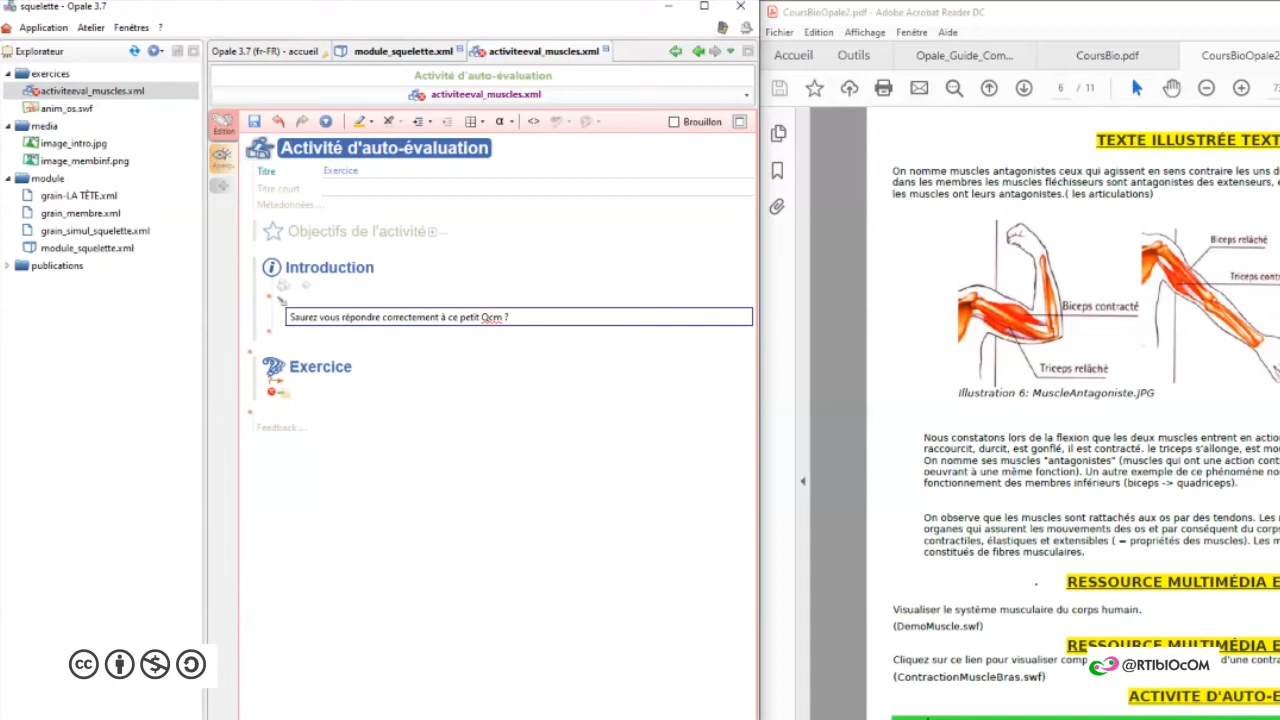 squelette - Opale 3.7
Application Atelier Fenêtres ?
Explorateur
exercices
activiteeval_muscles.xml
anim_os.swf
media
image_intro.jpg
image_membinf.png
module
grain-LA TÊTE.xml
grain_membre.xml
grain_simul_squelette.xml
module_squelette.xml
publications
Opale 3.7 (fr-FR) - accueil module_squelette.xml activiteeval_muscles.xml
Activité d'auto-évaluation
activiteeval_muscles.xml
Edition
Brouillon
Activité d'auto-évaluation
Titre Exercice
Titre court
Métadonnées ...
Objectifs de l'activité ...
Introduction
Saurez vous répondre correctement à ce petit Qcm ?
Exercice
Feedback ...
CoursBioOpale2.pdf - Adobe Acrobat Reader DC
Fichier Edition Affichage Fenêtre Aide
Accueil Outils Opale_Guide_Com... CoursBio.pdf CoursBioOpale2
6 / 11
TEXTE ILLUSTRÉE TEXT
On nomme muscles antagonistes ceux qui agissent en sens contraire les uns d
dans les membres les muscles fléchisseurs sont antagonistes des extenseurs,
les muscles ont leurs antagonistes.( les articulations)
Biceps relâché
Triceps contr
Biceps contracté
Triceps relâché
Illustration 6: MuscleAntagoniste.JPG
Nous constatons lors de la flexion que les deux muscles entrent en action
raccourcit, durcit, est gonflé, il est contracté. le triceps s'allonge, est mo
On nomme ses muscles "antagonistes" (muscles qui ont une action cont
oeuvrant à une même fonction). Un autre exemple de ce phénomène no
fonctionnement des membres inférieurs (biceps -> quadriceps).
On observe que les muscles sont rattachés aux os par des tendons. Les
organes qui assurent les mouvements des os et par conséquent du corps
contractiles, élastiques et extensibles ( = propriétés des muscles). Les m
constitués de fibres musculaires.
RESSOURCE MULTIMÉDIA E
Visualiser le système musculaire du corps humain.
(DemoMuscle.swf)
RESSOURCE MULTIMÉDIA E
Cliquez sur ce lien pour visualiser comp d'une contra
(ContractionMuscleBras.swf)
ACTIVITE D'AUTO-E
cc
@RTIbIOcOM